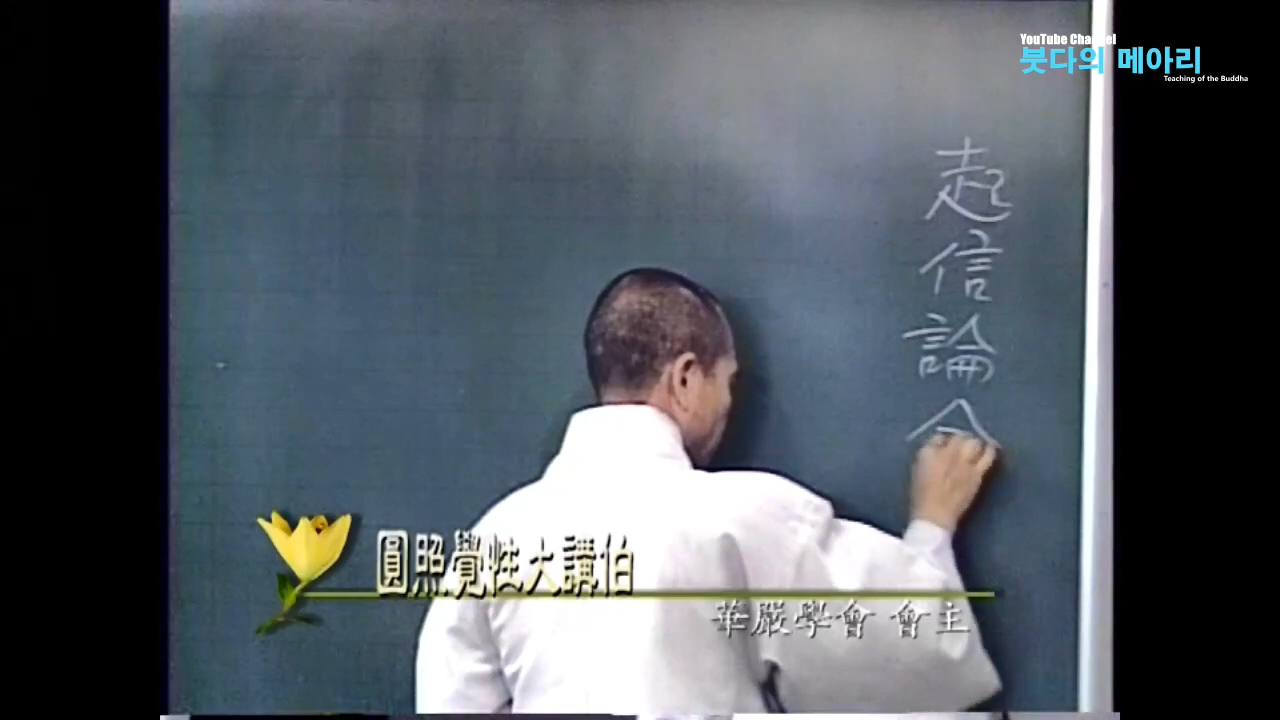 YouTube Channel
붓다의 메아리
Teaching of the Buddha
起信論
圓照覺性大講伯
華嚴學會 會主